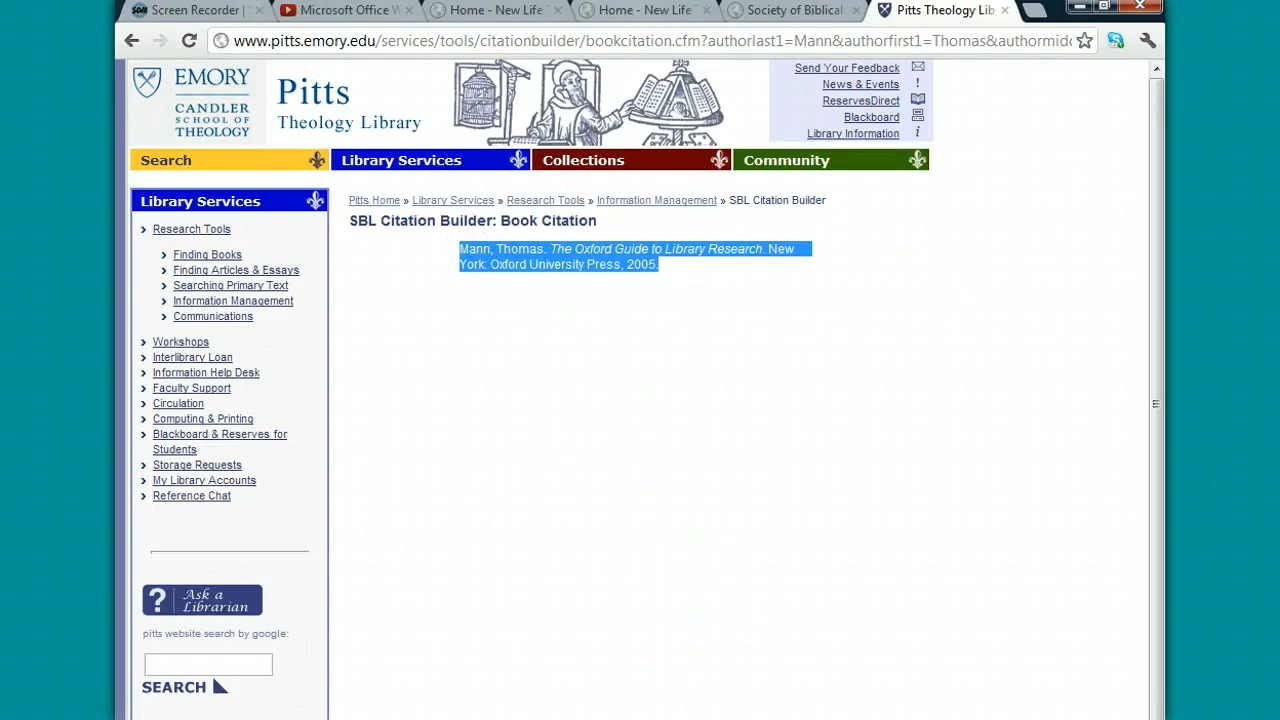 Screen Recorder |
Microsoft Office W
Home - New Life
Home - New Life
Society of Biblical
Pitts Theology Lib
www.pitts.emory.edu/services/tools/citationbuilder/bookcitation.cfm?authorlast1=Mann&authorfirst1=Thomas&authormidd
EMORY
CANDLER
SCHOOL OF
THEOLOGY
Pitts
Theology Library
Send Your Feedback
News & Events
ReservesDirect
Blackboard
Library Information
Search
Library Services
Collections
Community
Library Services
Research Tools
Finding Books
Finding Articles & Essays
Searching Primary Text
Information Management
Communications
Workshops
Interlibrary Loan
Information Help Desk
Faculty Support
Circulation
Computing & Printing
Blackboard & Reserves for
Students
Storage Requests
My Library Accounts
Reference Chat
? Ask a
Librarian
pitts website search by google:
SEARCH
Pitts Home » Library Services » Research Tools » Information Management » SBL Citation Builder
SBL Citation Builder: Book Citation
Mann, Thomas. The Oxford Guide to Library Research. New
York: Oxford University Press, 2005.